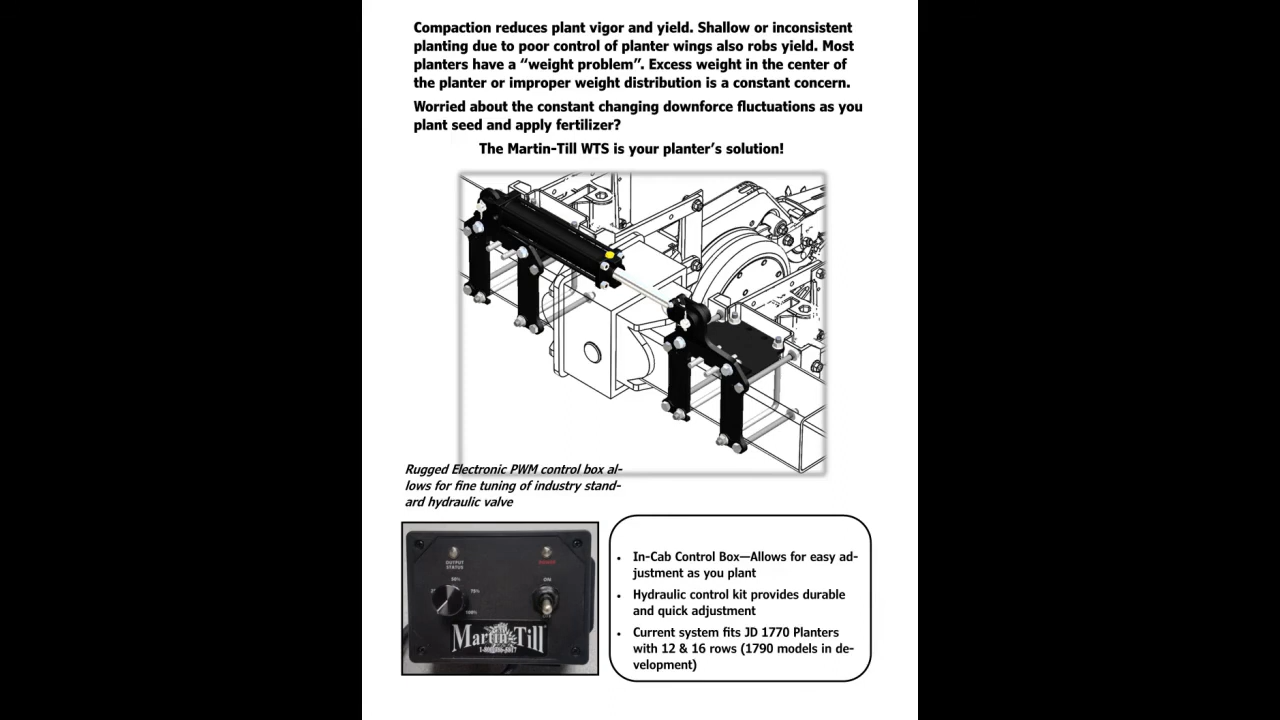 Compaction reduces plant vigor and yield. Shallow or inconsistent
planting due to poor control of planter wings also robs yield. Most
planters have a “weight problem”. Excess weight in the center of
the planter or improper weight distribution is a constant concern.
Worried about the constant changing downforce fluctuations as you
plant seed and apply fertilizer?
The Martin-Till WTS is your planter’s solution!
Rugged Electronic PWM control box al-
lows for fine tuning of industry stand-
ard hydraulic valve
OUTPUT
STATUS
POWER
50%
75%
100%
ON
OFF
Martin-Till
• In-Cab Control Box—Allows for easy ad-
justment as you plant
• Hydraulic control kit provides durable
and quick adjustment
• Current system fits JD 1770 Planters
with 12 & 16 rows (1790 models in de-
velopment)